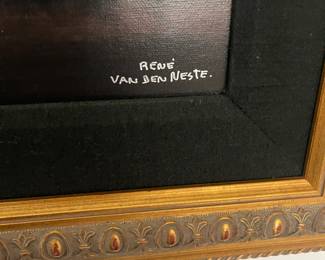 RENÉ
VAN DEN NESTE.